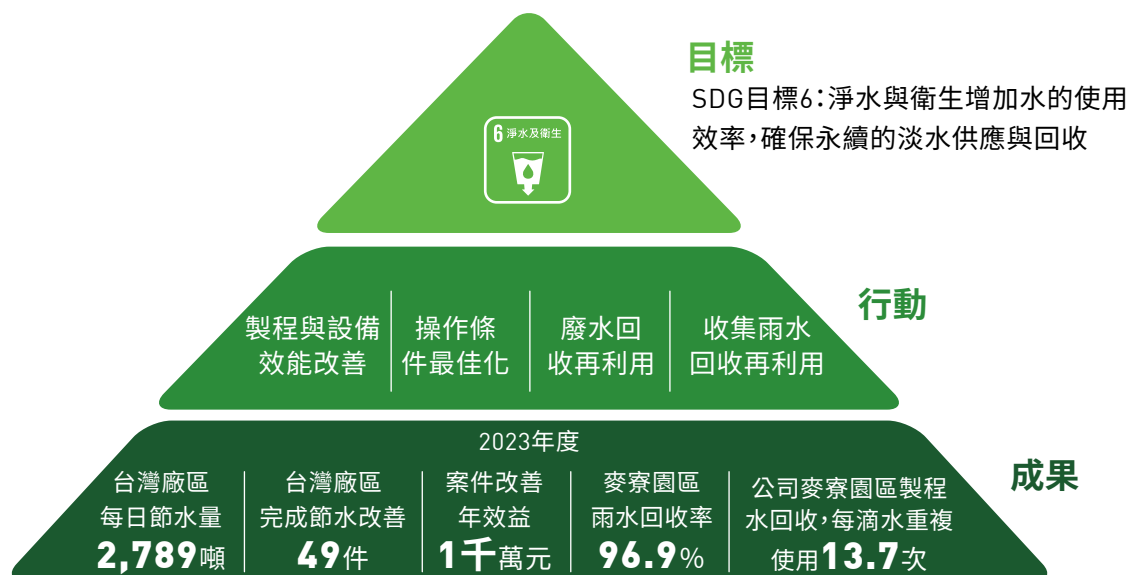 目標
SDG目標6：淨水與衛生增加水的使用
效率，確保永續的淡水供應與回收
6 淨水及衛生
行動
製程與設備
效能改善
操作條
件最佳化
廢水回
收再利用
收集雨水
回收再利用
成果
2023年度
台灣廠區
每日節水量
2,789噸
台灣廠區
完成節水改善
49件
案件改善
年效益
1千萬元
麥寮園區
雨水回收率
96.9%
公司麥寮園區製程
水回收，每滴水重複
使用13.7次